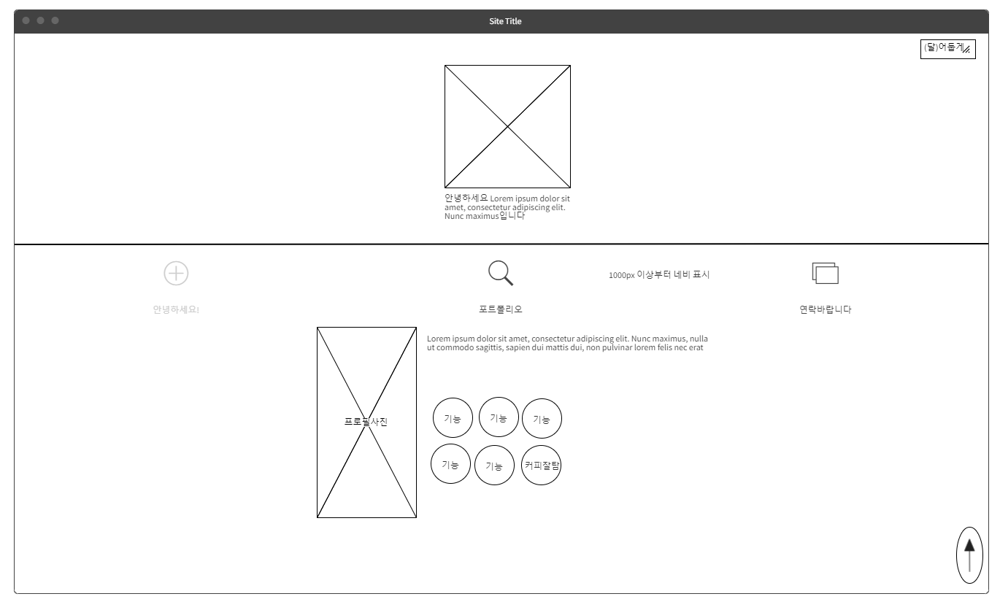 Site Title
(달)어둡게
안녕하세요 Lorem ipsum dolor sit
amet, consectetur adipiscing elit.
Nunc maximus입니다
1000px 이상부터 네비 표시
안녕하세요!
포트폴리오
연락바랍니다
Lorem ipsum dolor sit amet, consectetur adipiscing elit. Nunc maximus, nulla
ut commodo sagittis, sapien dui mattis dui, non pulvinar lorem felis nec erat
프로필사진
기능
기능
기능
기능
기능
커피잘탐